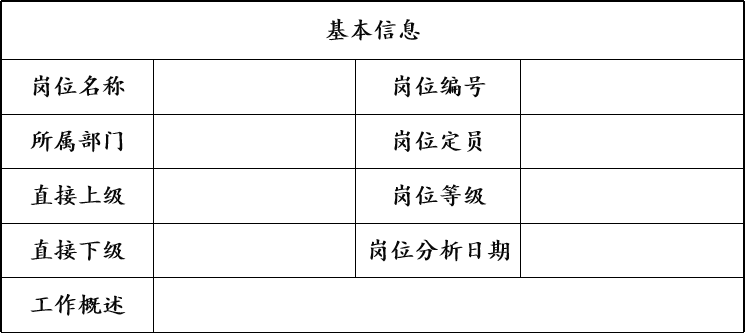 基本信息
岗位名称 岗位编号
所属部门 岗位定员
直接上级 岗位等级
直接下级 岗位分析日期
工作概述